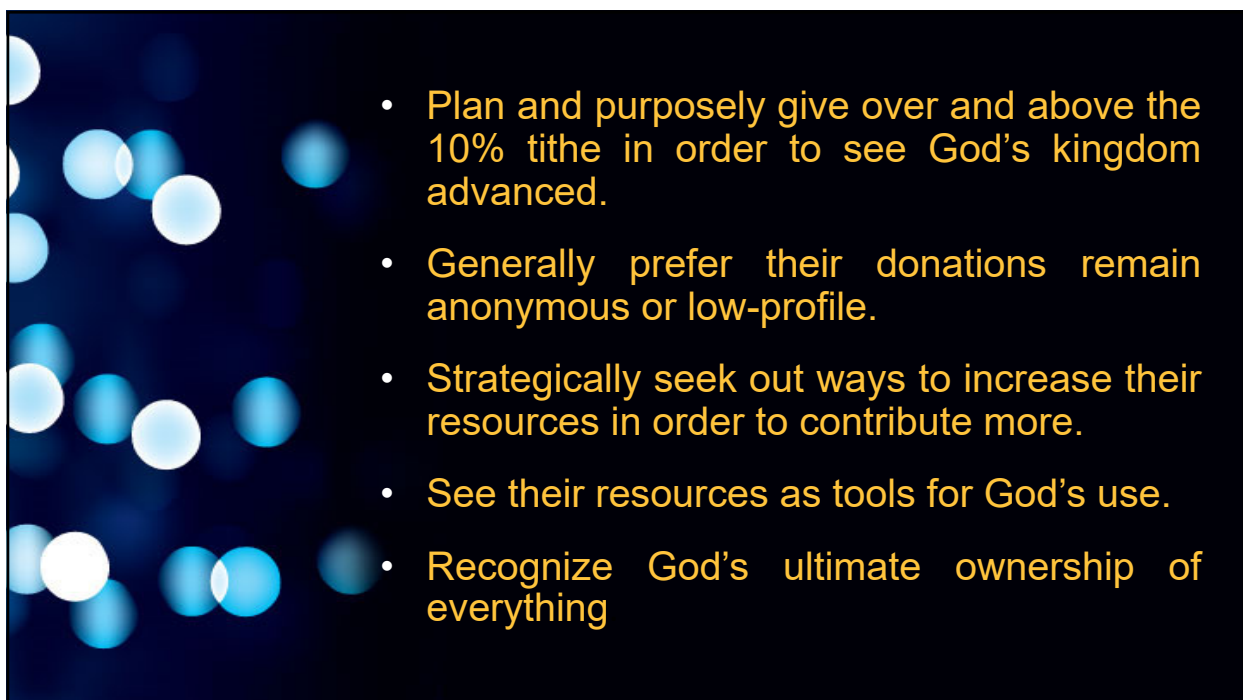 • Plan and purposely give over and above the
10% tithe in order to see God’s kingdom
advanced.
• Generally prefer their donations remain
anonymous or low-profile.
• Strategically seek out ways to increase their
resources in order to contribute more.
• See their resources as tools for God’s use.
• Recognize God’s ultimate ownership of
everything